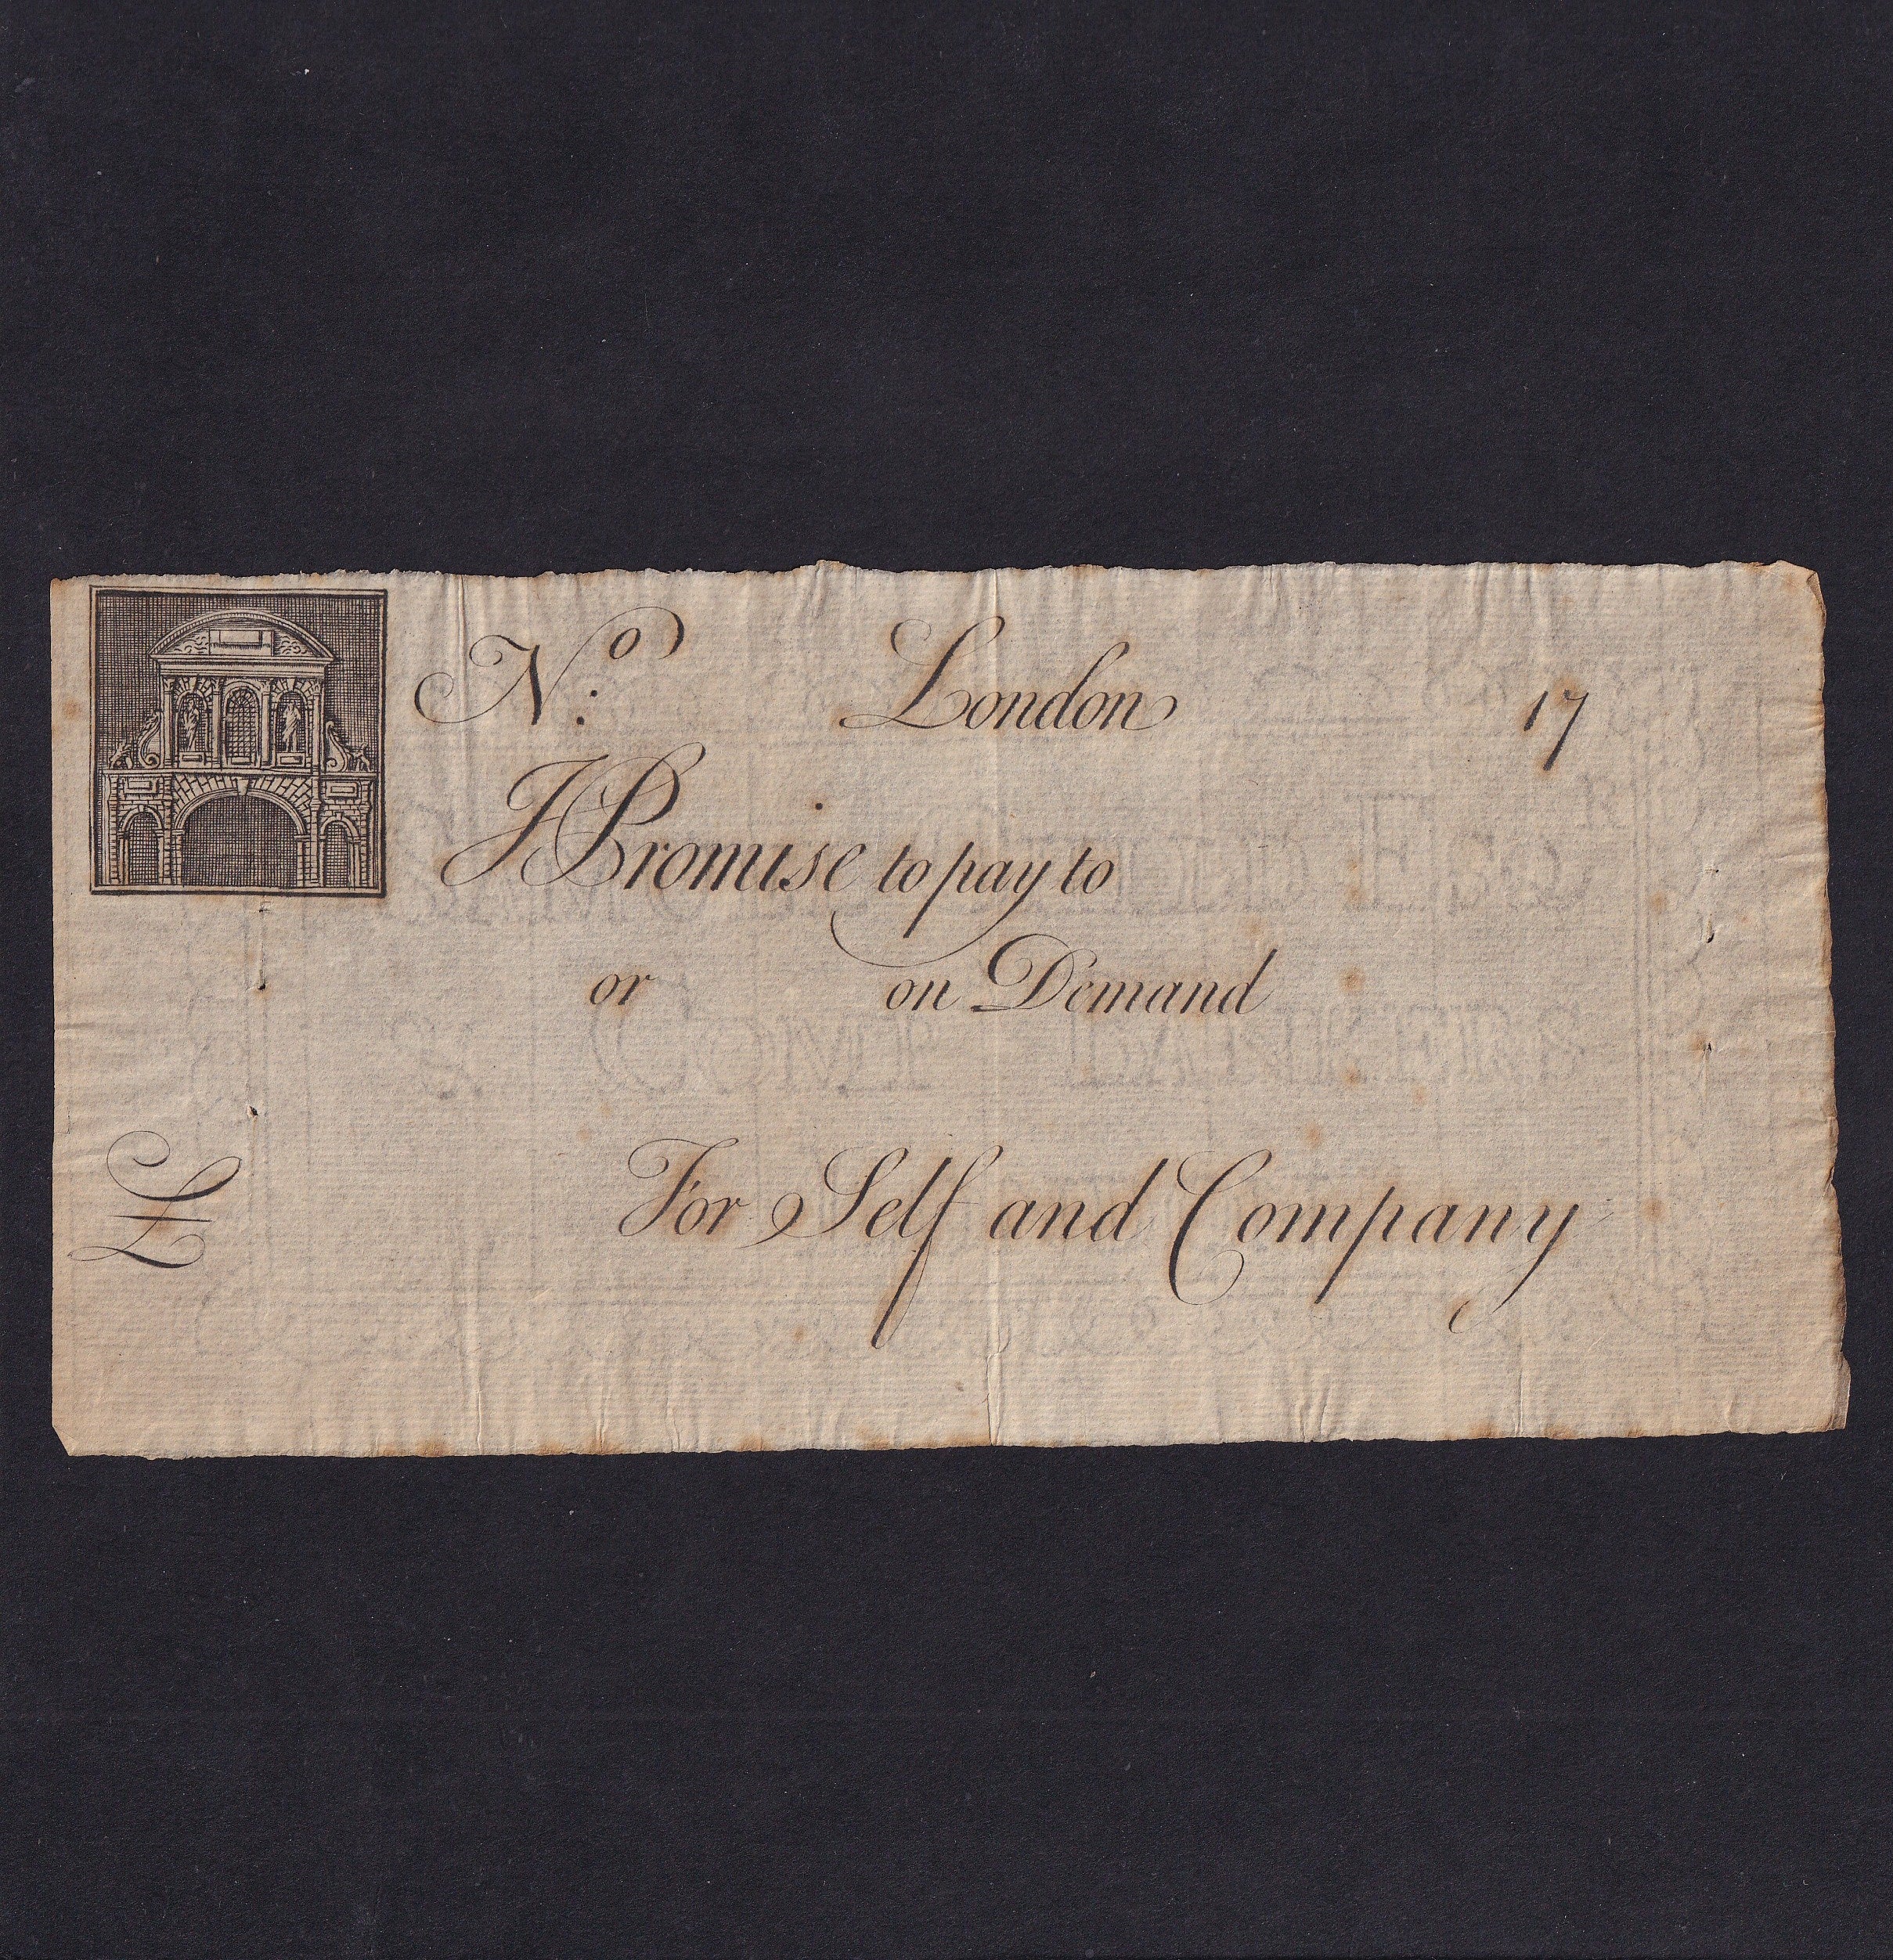 Nº: London 17
I Promise to pay to
or on Demand
£ For Self and Company